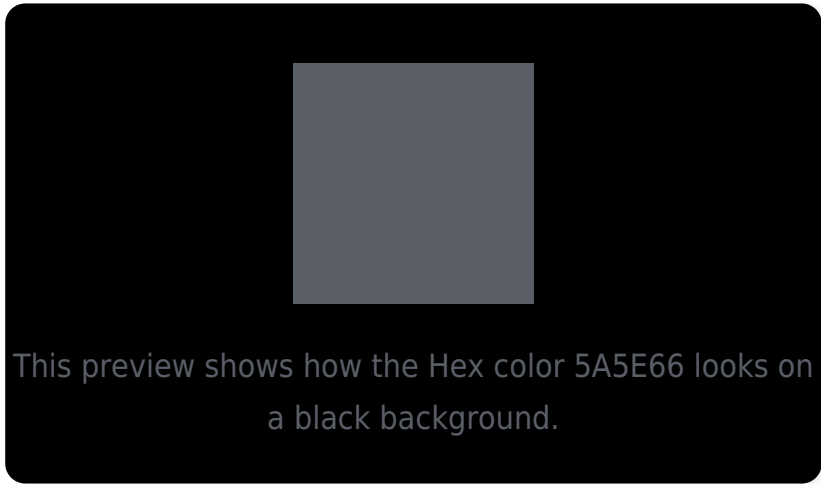 This preview shows how the Hex color 5A5E66 looks on
a black background.